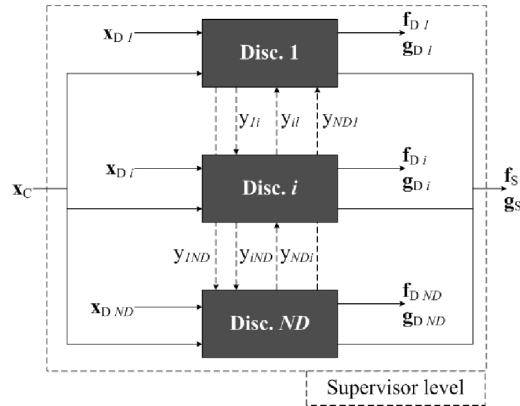 x_D 1
Disc. 1
f_D 1
g_D i
y_1i
y_i1
y_ND1
x_D i
Disc. i
f_D i
g_D i
x_C
f_S
g_S
y_1ND
y_iND
y_NDi
x_D ND
Disc. ND
f_D ND
g_D ND
Supervisor level